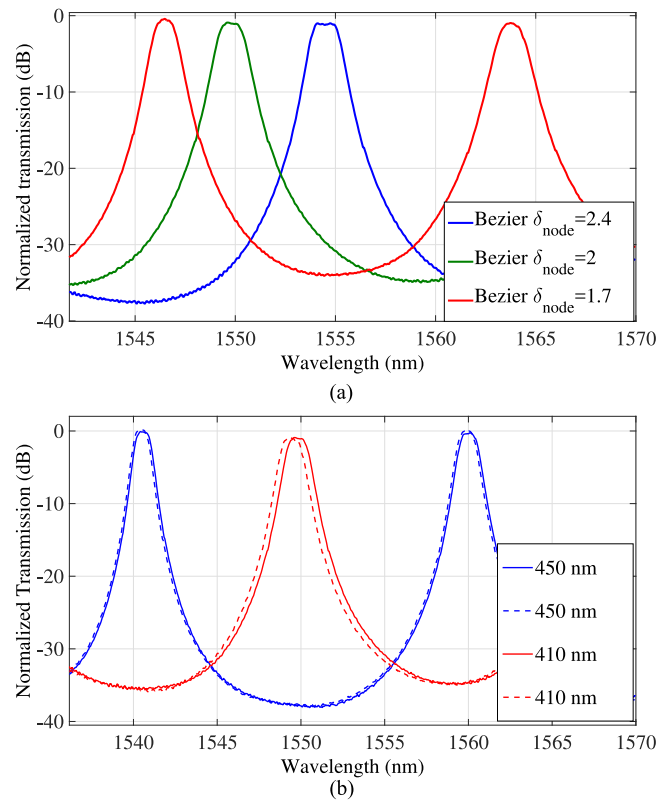 Normalized transmission (dB)
0
-10
-20
-30
-40
Bezier δnode=2.4
Bezier δnode=2
Bezier δnode=1.7
1545 1550 1555 1560 1565 1570
Wavelength (nm)
(a)
Normalized Transmission (dB)
0
-10
-20
-30
-40
450 nm
450 nm
410 nm
410 nm
1540 1545 1550 1555 1560 1565 1570
Wavelength (nm)
(b)